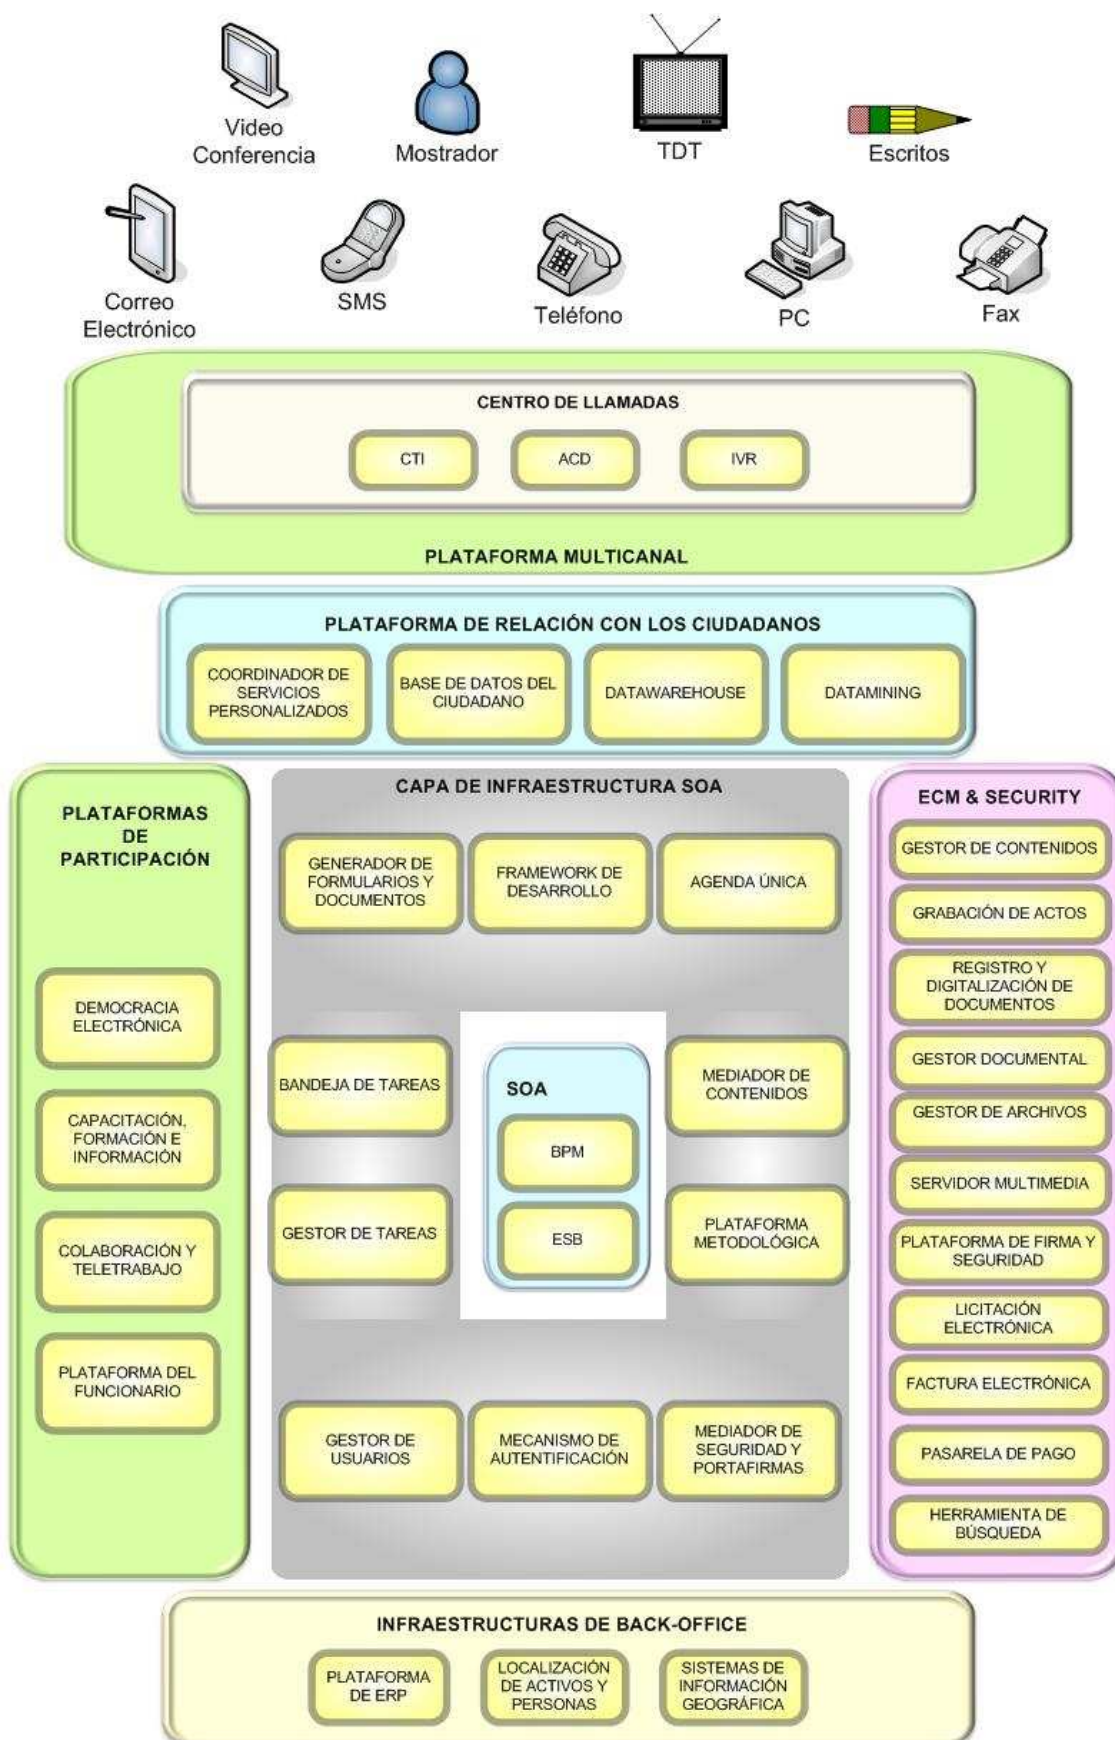 Video
Conferencia
Mostrador
TDT
Escritos
Correo
Electrónico
SMS
Teléfono
PC
Fax
CENTRO DE LLAMADAS
CTI
ACD
IVR
PLATAFORMA MULTICANAL
PLATAFORMA DE RELACIÓN CON LOS CIUDADANOS
COORDINADOR DE
SERVICIOS
PERSONALIZADOS
BASE DE DATOS DEL
CIUDADANO
DATAWAREHOUSE
DATAMINING
PLATAFORMAS
DE
PARTICIPACIÓN
DEMOCRACIA
ELECTRÓNICA
CAPACITACIÓN,
FORMACIÓN E
INFORMACIÓN
COLABORACIÓN Y
TELETRABAJO
PLATAFORMA DEL
FUNCIONARIO
CAPA DE INFRAESTRUCTURA SOA
GENERADOR DE
FORMULARIOS Y
DOCUMENTOS
FRAMEWORK DE
DESARROLLO
AGENDA ÚNICA
BANDEJA DE TAREAS
GESTOR DE TAREAS
SOA
BPM
ESB
MEDIADOR DE
CONTENIDOS
PLATAFORMA
METODOLÓGICA
GESTOR DE
USUARIOS
MECANISMO DE
AUTENTIFICACIÓN
MEDIADOR DE
SEGURIDAD Y
PORTAFIRMAS
ECM & SECURITY
GESTOR DE CONTENIDOS
GRABACIÓN DE ACTOS
REGISTRO Y
DIGITALIZACIÓN DE
DOCUMENTOS
GESTOR DOCUMENTAL
GESTOR DE ARCHIVOS
SERVIDOR MULTIMEDIA
PLATAFORMA DE FIRMA Y
SEGURIDAD
LICITACIÓN
ELECTRÓNICA
FACTURA ELECTRÓNICA
PASARELA DE PAGO
HERRAMIENTA DE
BÚSQUEDA
INFRAESTRUCTURAS DE BACK-OFFICE
PLATAFORMA
DE ERP
LOCALIZACIÓN
DE ACTIVOS Y
PERSONAS
SISTEMAS DE
INFORMACIÓN
GEOGRÁFICA